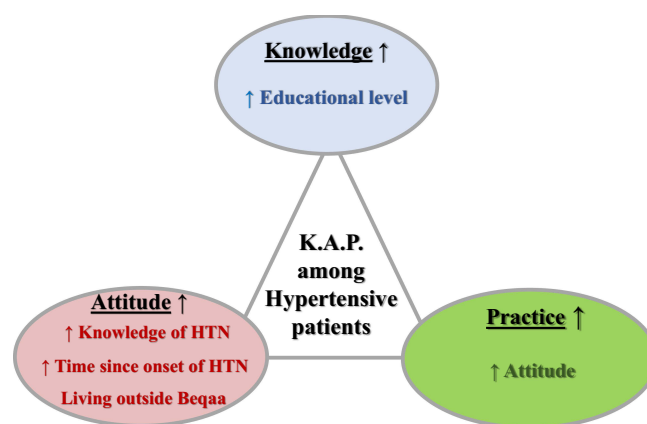 Knowledge ↑
↑ Educational level
K.A.P.
among
Hypertensive
patients
Attitude ↑
↑ Knowledge of HTN
↑ Time since onset of HTN
Living outside Beqaa
Practice ↑
↑ Attitude